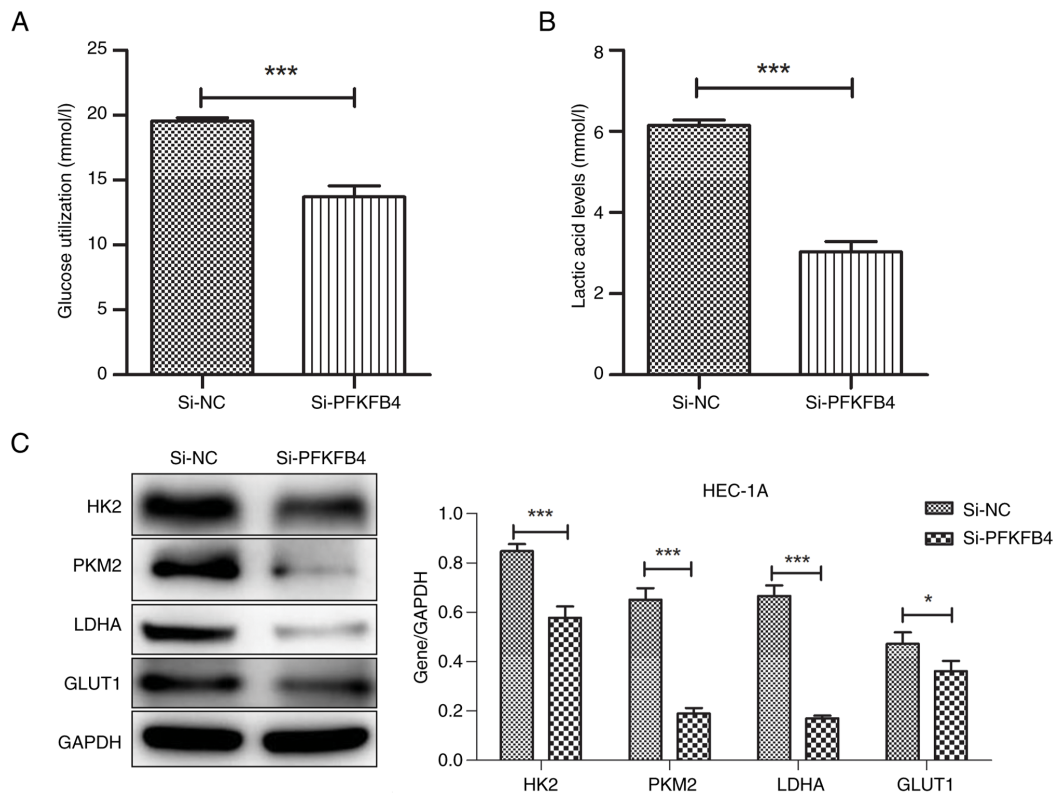 A
Glucose utilization (mmol/l)
25
20
15
10
5
0
***
Si-NC
Si-PFKFB4
B
Lactic acid levels (mmol/l)
8
6
4
2
0
***
Si-NC
Si-PFKFB4
C
Si-NC
Si-PFKFB4
HK2
PKM2
LDHA
GLUT1
GAPDH
HEC-1A
Si-NC
Si-PFKFB4
Gene/GAPDH
1.0
0.8
0.6
0.4
0.2
0.0
***
***
***
*
HK2
PKM2
LDHA
GLUT1